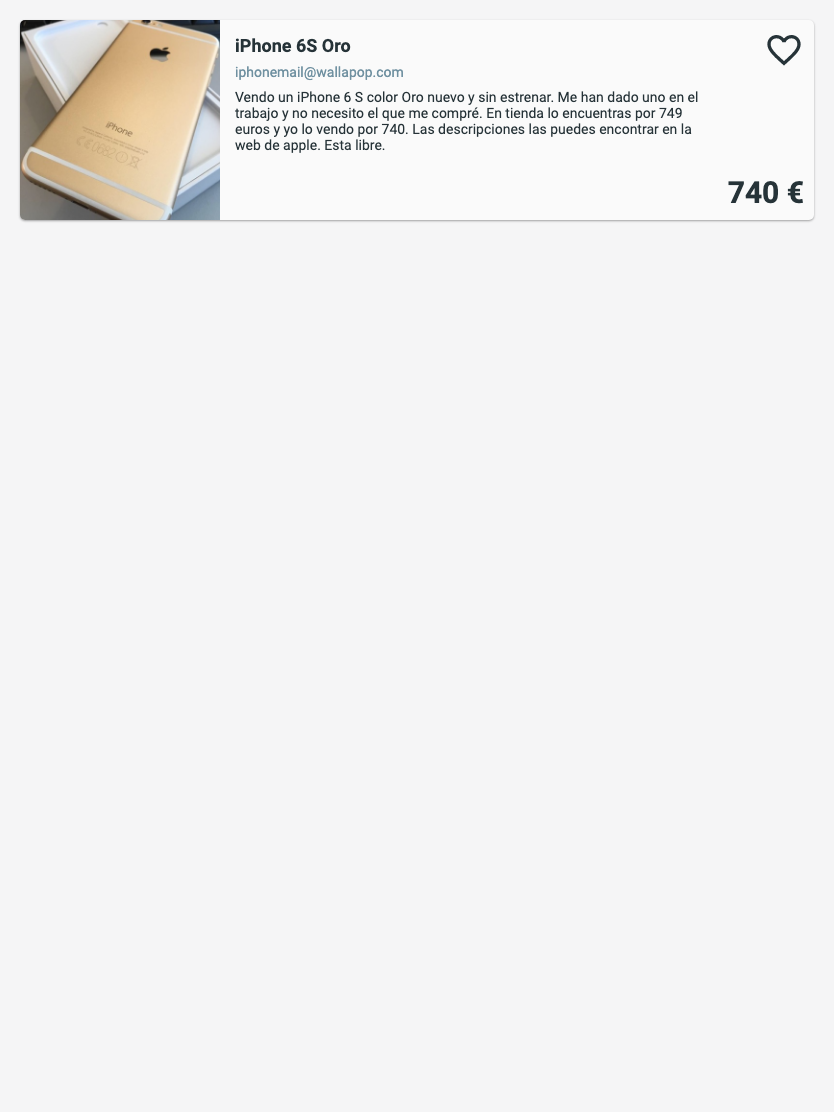 iPhone 6S Oro
iphonemail@wallapop.com
Vendo un iPhone 6 S color Oro nuevo y sin estrenar. Me han dado uno en el
trabajo y no necesito el que me compré. En tienda lo encuentras por 749
euros y yo lo vendo por 740. Las descripciones las puedes encontrar en la
web de apple. Esta libre.
740 €
iPhone